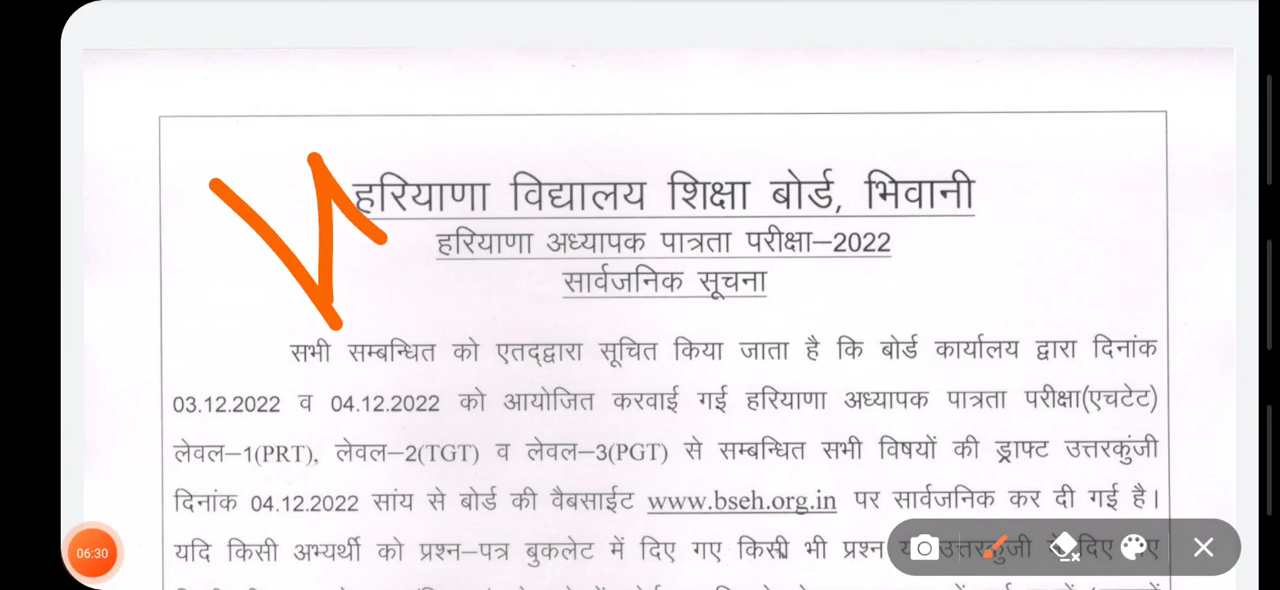 हरियाणा विद्यालय शिक्षा बोर्ड, भिवानी
हरियाणा अध्यापक पात्रता परीक्षा–2022
सार्वजनिक सूचना
सभी सम्बन्धित को एतद्द्वारा सूचित किया जाता है कि बोर्ड कार्यालय द्वारा दिनांक
03.12.2022 व 04.12.2022 को आयोजित करवाई गई हरियाणा अध्यापक पात्रता परीक्षा(एचटेट)
लेवल–1(PRT), लेवल–2(TGT) व लेवल–3(PGT) से सम्बन्धित सभी विषयों की ड्राफ्ट उत्तरकुंजी
दिनांक 04.12.2022 सांय से बोर्ड की वैबसाईट www.bseh.org.in पर सार्वजनिक कर दी गई है।
यदि किसी अभ्यर्थी को प्रश्न–पत्र बुकलेट में दिए गए किसी भी प्रश्न उत्तरकुंजी दिए
06:30